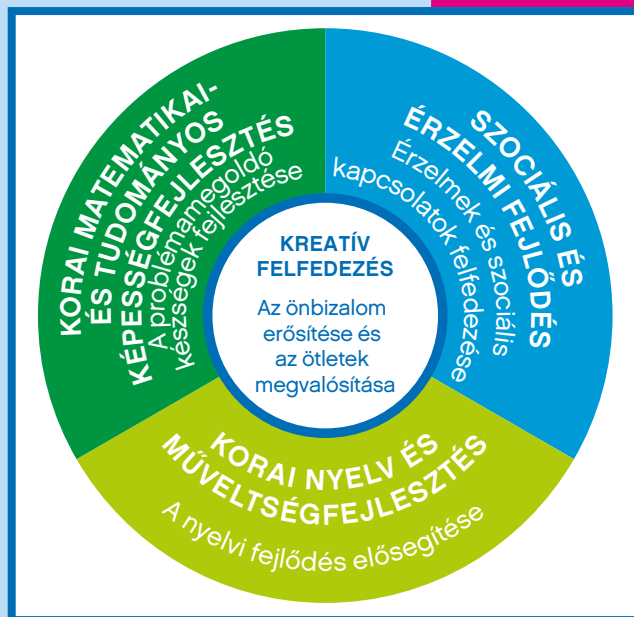 KORAI MATEMATIKAI-
ÉS TUDOMÁNYOS
KÉPESSÉGFEJLESZTÉS
A problémamegoldó
készségek fejlesztése
SZOCIÁLIS ÉS
ÉRZELMI FEJLŐDÉS
Érzelmek és szociális
kapcsolatok felfedezése
KREATÍV
FELFEDEZÉS
Az önbizalom
erősítése és
az ötletek
megvalósítása
KORAI NYELV ÉS
MŰVELTSÉGFEJLESZTÉS
A nyelvi fejlődés elősegítése